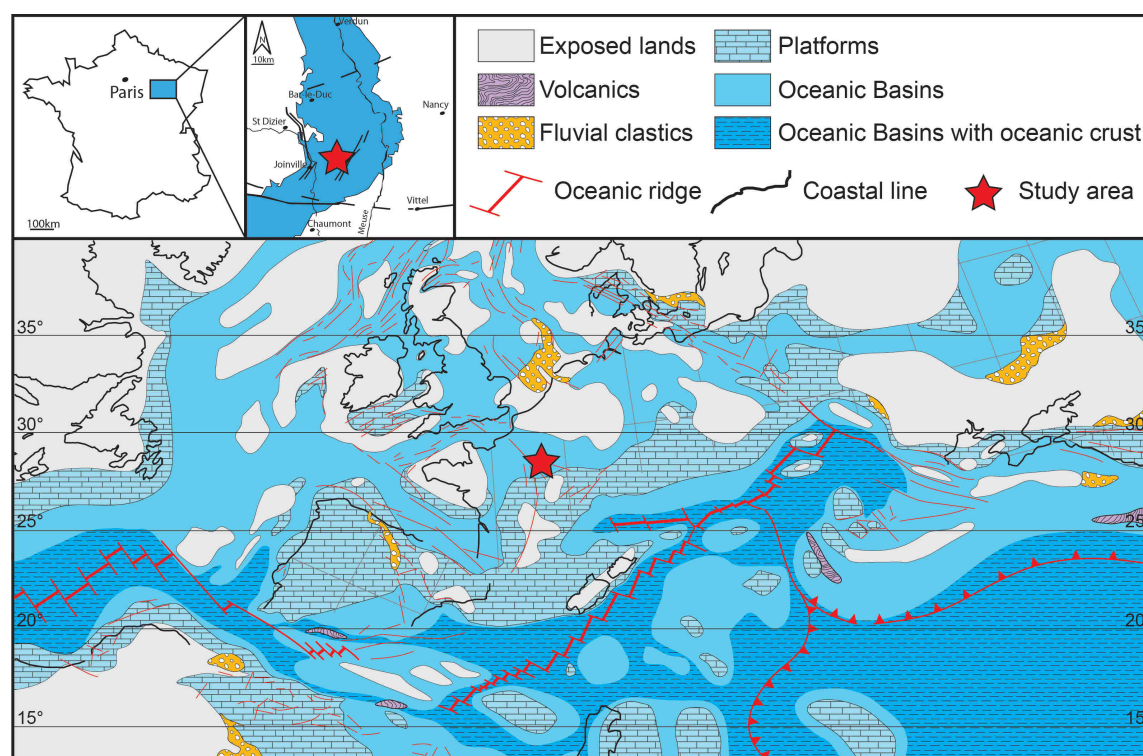 Paris
100km
N
10km
Verdun
Bar-le-Duc
Nancy
St Dizier
Joinville
Vittel
Meuse
Chaumont
Exposed lands
Platforms
Volcanics
Oceanic Basins
Fluvial clastics
Oceanic Basins with oceanic crust
Oceanic ridge
Coastal line
Study area
35°
35
30°
30
25°
25
20°
20
15°
15